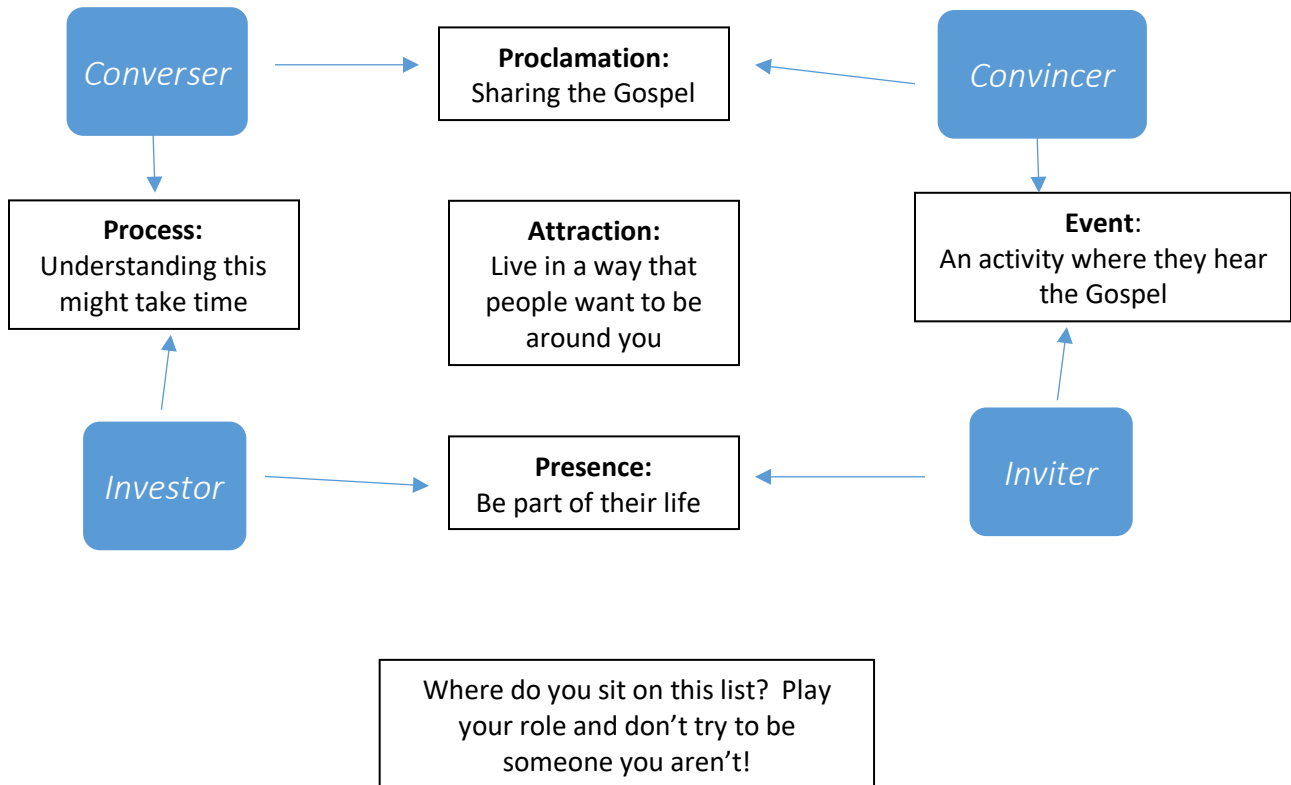 Converser
Proclamation:
Sharing the Gospel
Convincer
Process:
Understanding this
might take time
Attraction:
Live in a way that
people want to be
around you
Event:
An activity where they hear
the Gospel
Investor
Presence:
Be part of their life
Inviter
Where do you sit on this list?  Play
your role and don’t try to be
someone you aren’t!